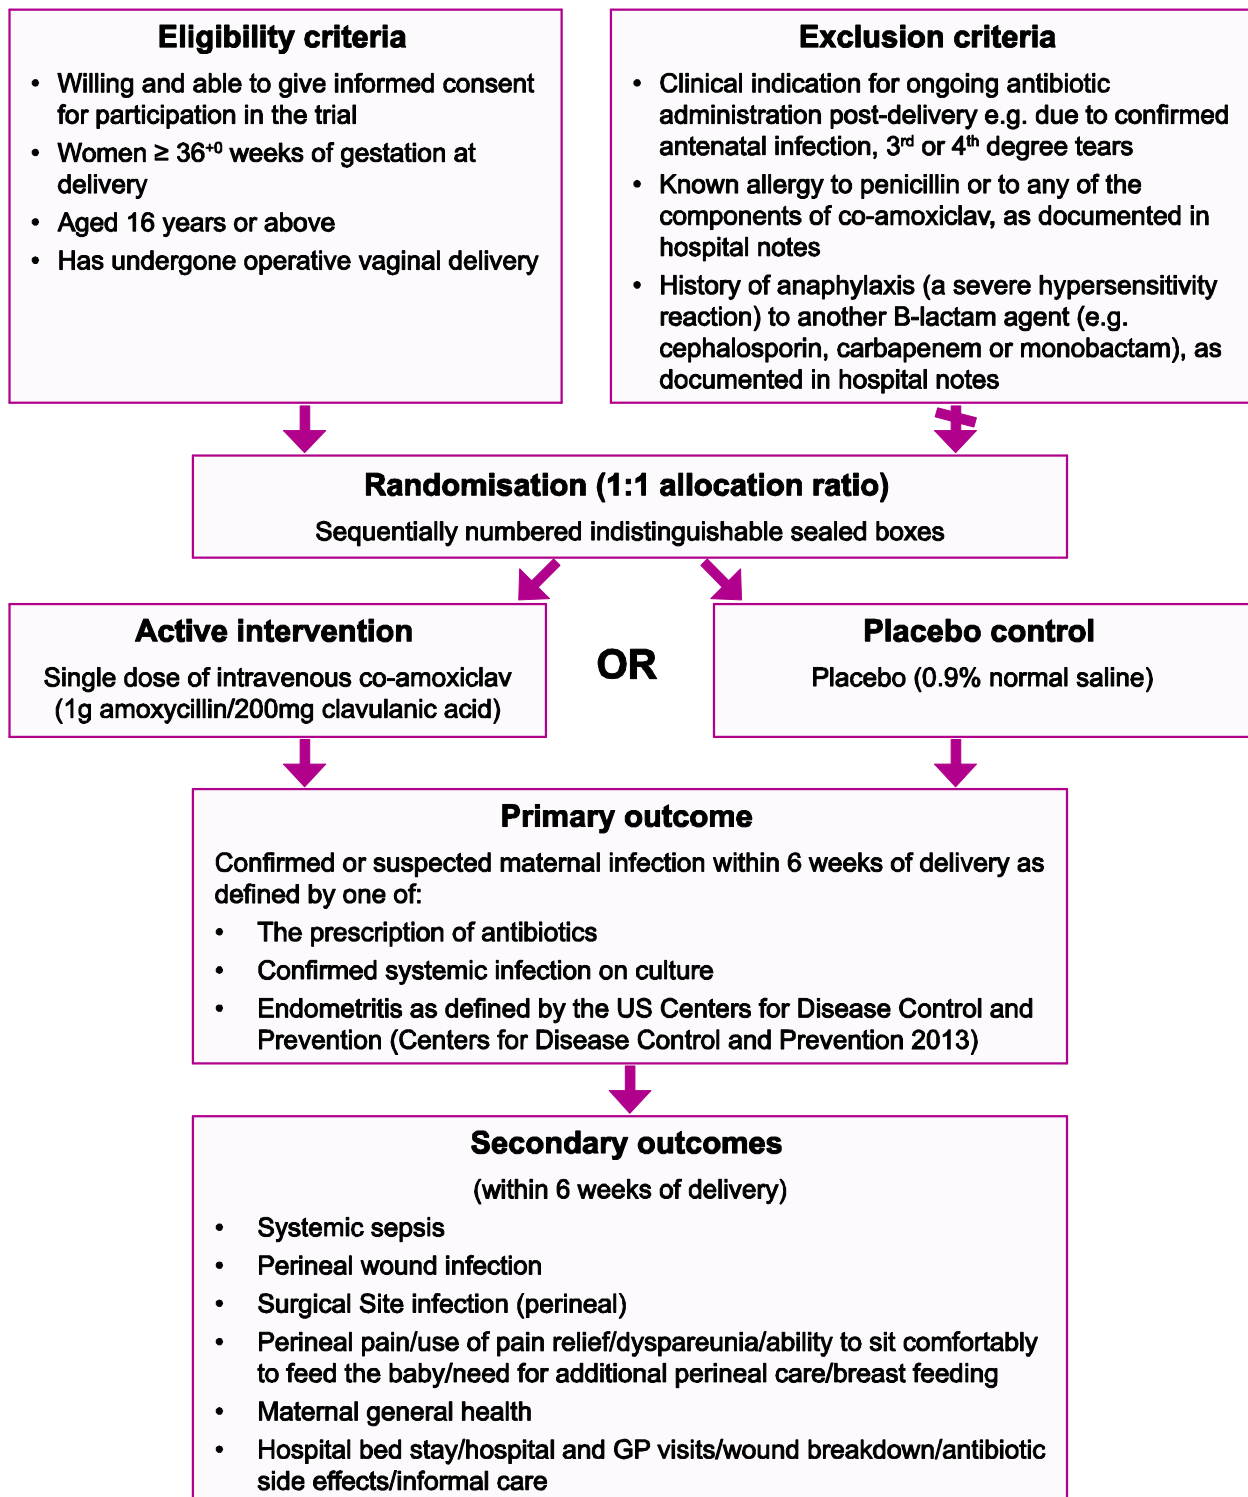 Eligibility criteria
• Willing and able to give informed consent
for participation in the trial
• Women ≥ 36+0 weeks of gestation at
delivery
• Aged 16 years or above
• Has undergone operative vaginal delivery
Exclusion criteria
• Clinical indication for ongoing antibiotic
administration post-delivery e.g. due to confirmed
antenatal infection, 3rd or 4th degree tears
• Known allergy to penicillin or to any of the
components of co-amoxiclav, as documented in
hospital notes
• History of anaphylaxis (a severe hypersensitivity
reaction) to another B-lactam agent (e.g.
cephalosporin, carbapenem or monobactam), as
documented in hospital notes
Randomisation (1:1 allocation ratio)
Sequentially numbered indistinguishable sealed boxes
Active intervention
Single dose of intravenous co-amoxiclav
(1g amoxycillin/200mg clavulanic acid)
OR
Placebo control
Placebo (0.9% normal saline)
Primary outcome
Confirmed or suspected maternal infection within 6 weeks of delivery as
defined by one of:
• The prescription of antibiotics
• Confirmed systemic infection on culture
• Endometritis as defined by the US Centers for Disease Control and
Prevention (Centers for Disease Control and Prevention 2013)
Secondary outcomes
(within 6 weeks of delivery)
• Systemic sepsis
• Perineal wound infection
• Surgical Site infection (perineal)
• Perineal pain/use of pain relief/dyspareunia/ability to sit comfortably
to feed the baby/need for additional perineal care/breast feeding
• Maternal general health
• Hospital bed stay/hospital and GP visits/wound breakdown/antibiotic
side effects/informal care